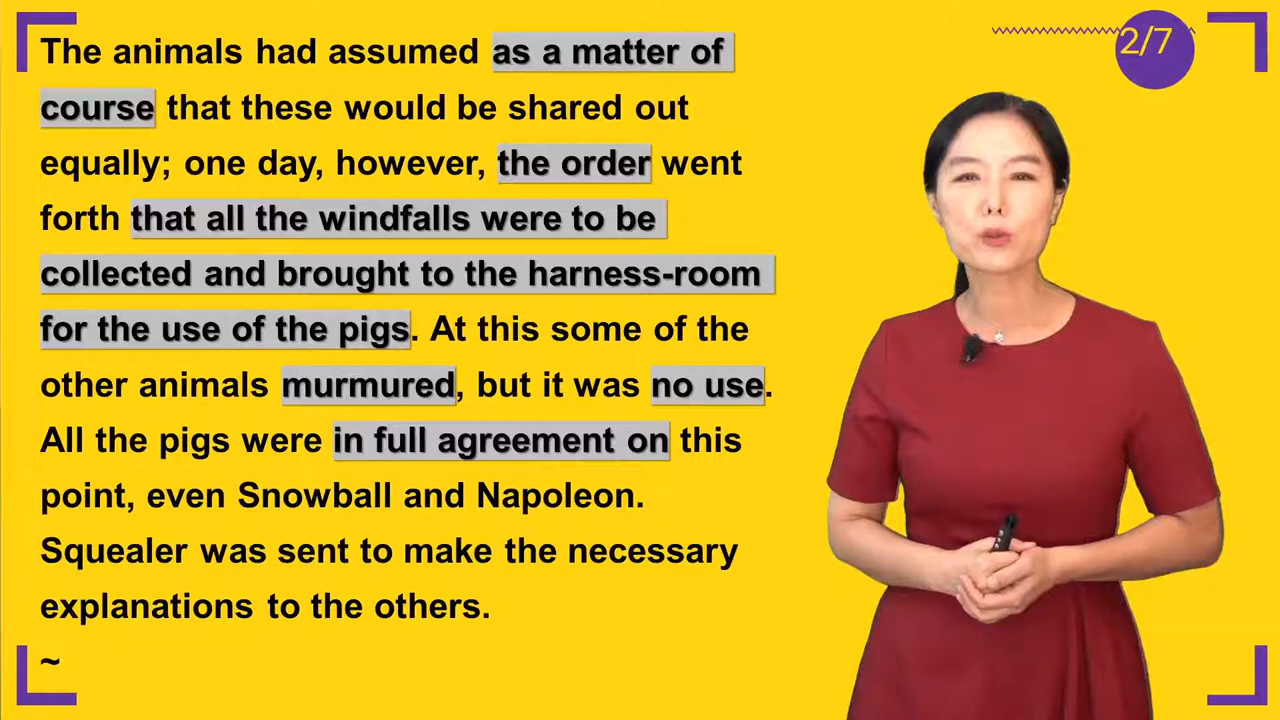 The animals had assumed as a matter of
course that these would be shared out
equally; one day, however, the order went
forth that all the windfalls were to be
collected and brought to the harness-room
for the use of the pigs. At this some of the
other animals murmured, but it was no use.
All the pigs were in full agreement on this
point, even Snowball and Napoleon.
Squealer was sent to make the necessary
explanations to the others.
~
2/7